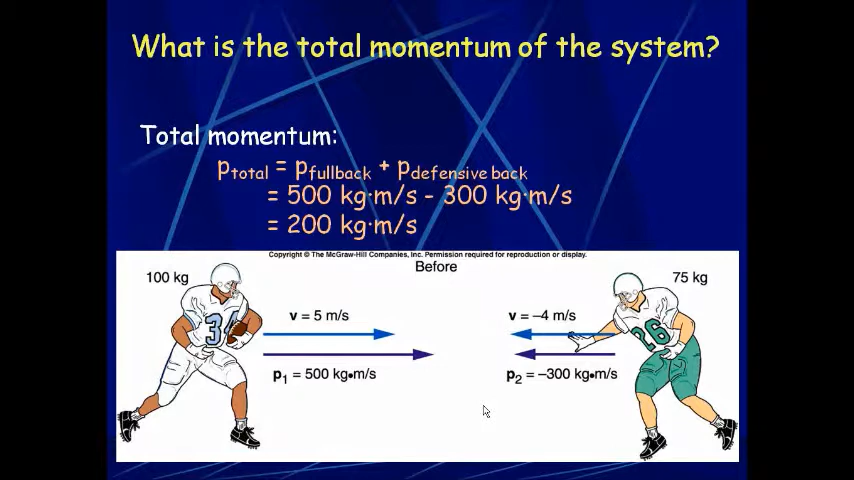 What is the total momentum of the system?
Total momentum:
ptotal = pfullback + pdefensive back
= 500 kg·m/s - 300 kg·m/s
= 200 kg·m/s
Copyright © The McGraw-Hill Companies, Inc. Permission required for reproduction or display.
Before
100 kg
75 kg
v = 5 m/s
v = –4 m/s
34
26
p1 = 500 kg•m/s
p2 = –300 kg•m/s